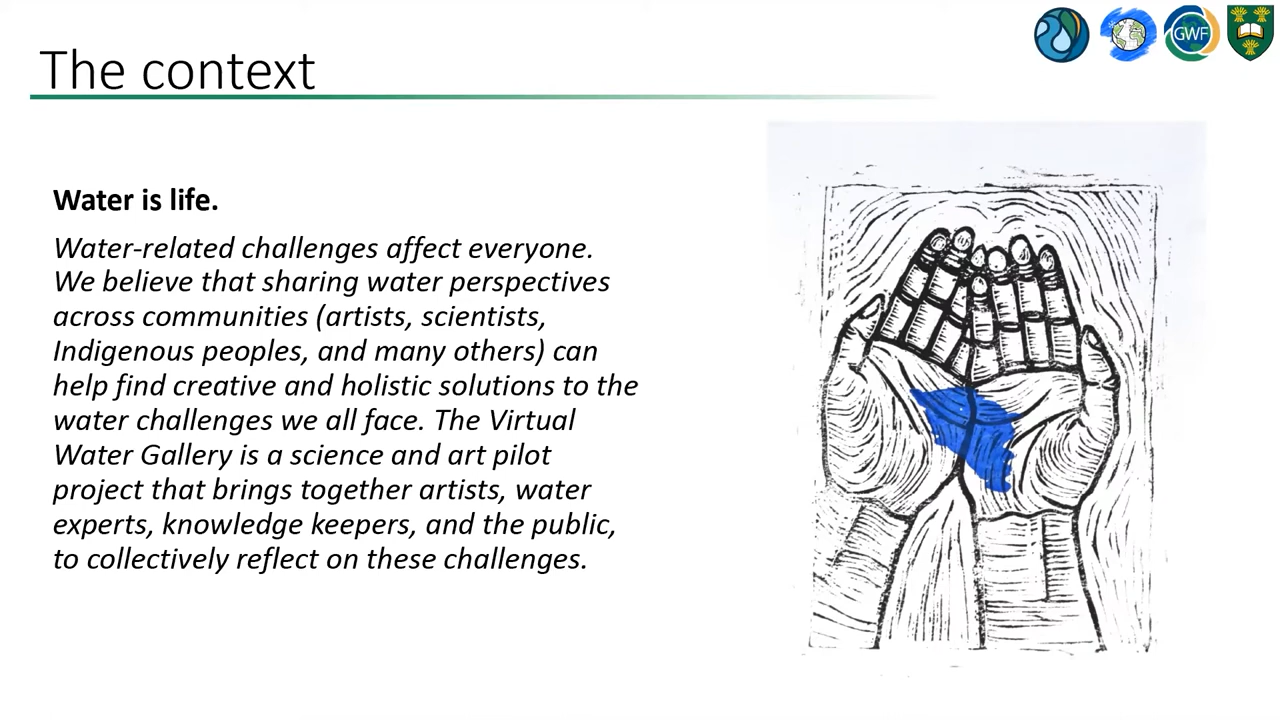 The context
GWF
Water is life.
Water-related challenges affect everyone.
We believe that sharing water perspectives
across communities (artists, scientists,
Indigenous peoples, and many others) can
help find creative and holistic solutions to the
water challenges we all face. The Virtual
Water Gallery is a science and art pilot
project that brings together artists, water
experts, knowledge keepers, and the public,
to collectively reflect on these challenges.